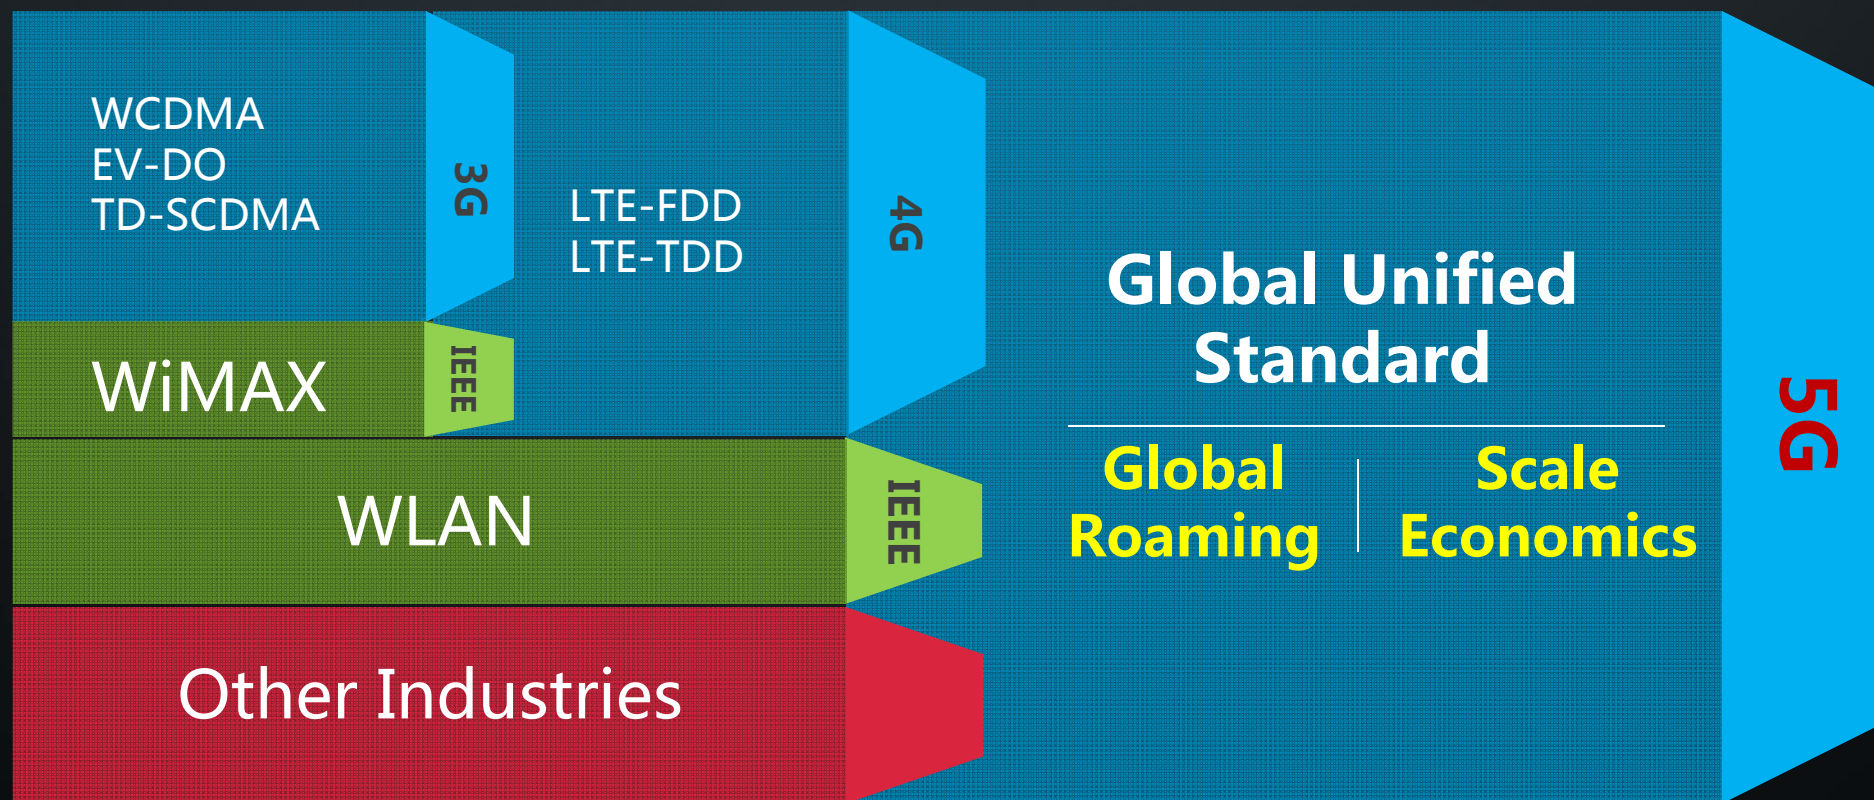 WCDMA
EV-DO
TD-SCDMA
3G
LTE-FDD
LTE-TDD
4G
WiMAX
IEEE
WLAN
IEEE
Other Industries
Global Unified
Standard
Global
Roaming
Scale
Economics
5G